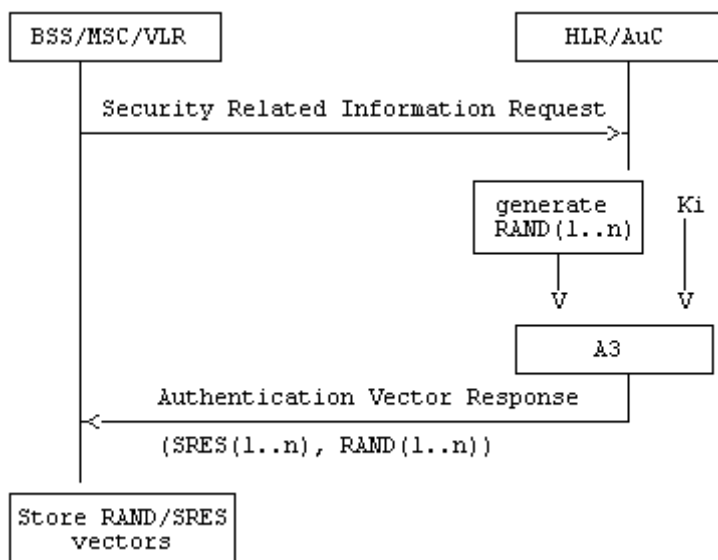 BSS/MSC/VLR
HLR/AuC
Security Related Information Request
generate
RAND(1..n)
Ki
V
V
A3
Authentication Vector Response
(SRES(1..n), RAND(1..n))
Store RAND/SRES
vectors